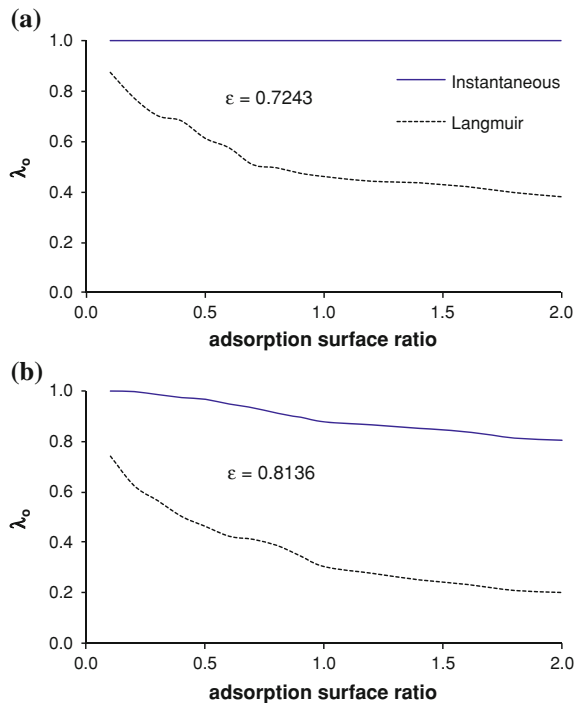 (a)
1.0
0.8
0.6
0.4
0.2
0.0
λo
ε = 0.7243
Instantaneous
Langmuir
0.0 0.5 1.0 1.5 2.0
adsorption surface ratio
(b)
1.0
0.8
0.6
0.4
0.2
0.0
λo
ε = 0.8136
0.0 0.5 1.0 1.5 2.0
adsorption surface ratio